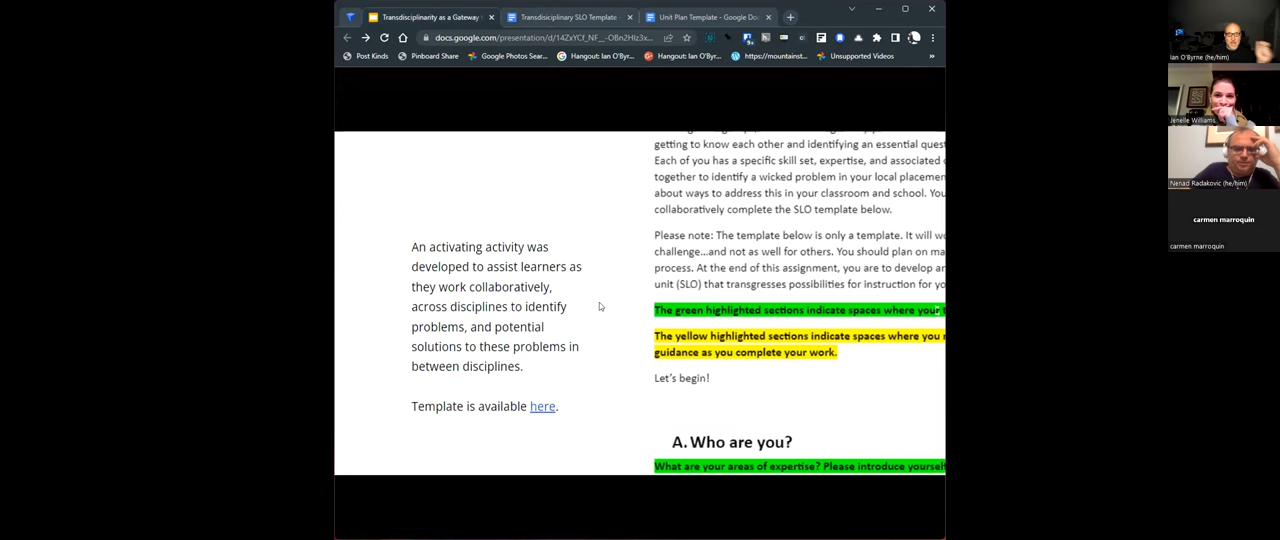 Transdisciplinarity as a Gateway
Transdisiciplinary SLO Template
Unit Plan Template - Google Doc
docs.google.com/presentation/d/14ZxYCf_NF_-OBn2HIz3x
Post Kinds
Pinboard Share
Google Photos Sear...
Hangout: Ian O'Byr...
Hangout: Ian O'Byr...
https://mountainst...
Unsupported Videos
»
getting to know each other and identifying an essential quest
Each of you has a specific skill set, expertise, and associated
together to identify a wicked problem in your local placemen
about ways to address this in your classroom and school. You
collaboratively complete the SLO template below.
Please note: The template below is only a template. It will wo
challenge...and not as well for others. You should plan on ma
process. At the end of this assignment, you are to develop an
unit (SLO) that transgresses possibilities for instruction for yo
The green highlighted sections indicate spaces where your t
The yellow highlighted sections indicate spaces where you
guidance as you complete your work.
Let's begin!
A. Who are you?
What are your areas of expertise? Please introduce yourself
An activating activity was
developed to assist learners as
they work collaboratively,
across disciplines to identify
problems, and potential
solutions to these problems in
between disciplines.
Template is available here.
Ian O'Byrne (he/him)
Jenelle Williams
Nenad Radakovic (he/him)
carmen marroquin
carmen marroquin